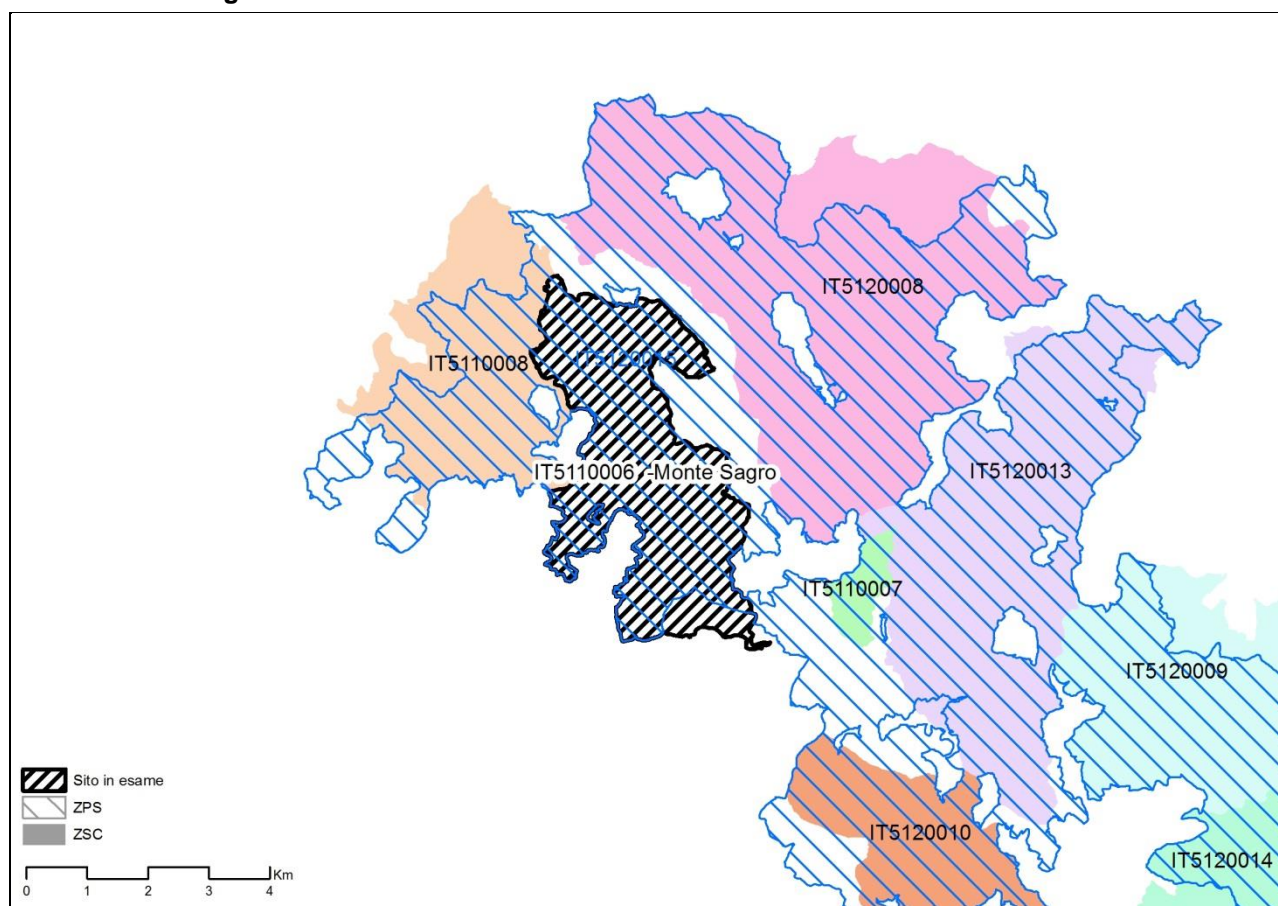 IT5120008
IT5110008
IT5120015
IT5110006 -Monte Sagro
IT5120013
IT5110007
IT5120009
IT5120010
IT5120014
Sito in esame
ZPS
ZSC
0 1 2 3 4 Km